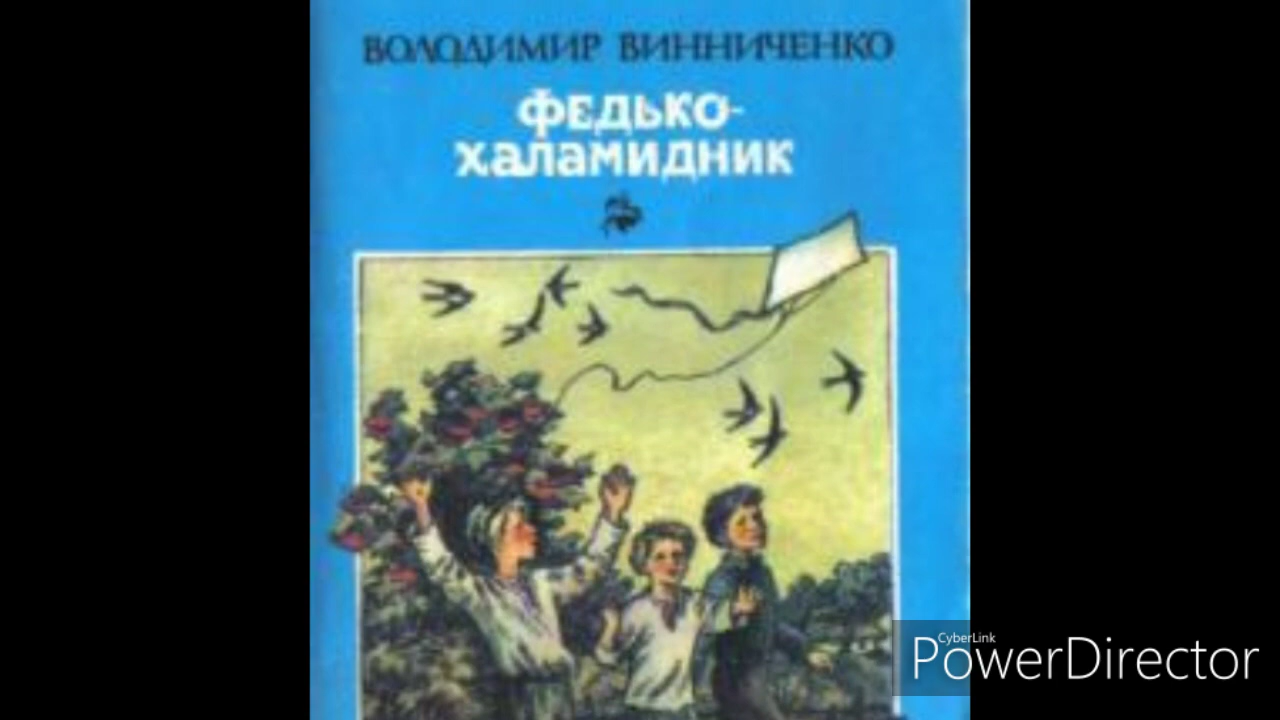 ВОЛОДИМИР ВИННИЧЕНКО
ФЕДЬКО-
ХАЛАМИДНИК
CyberLink
PowerDirector